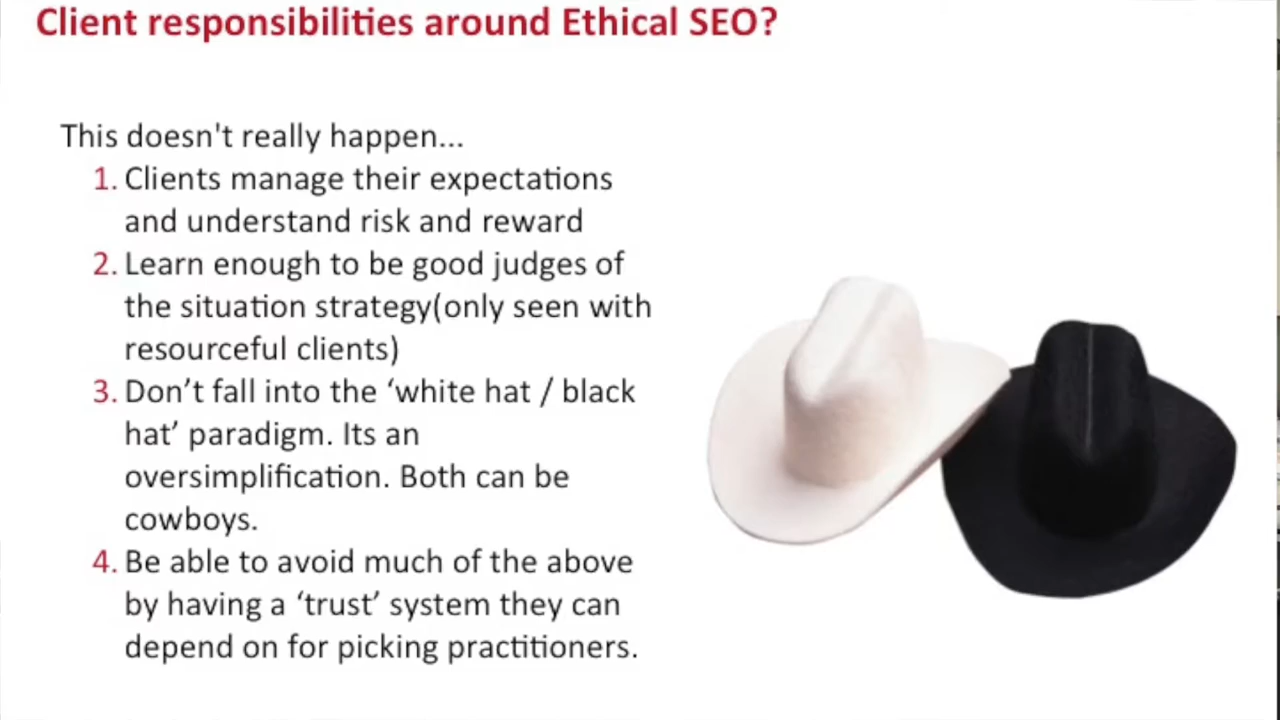 Client responsibilities around Ethical SEO?
This doesn't really happen...
1. Clients manage their expectations
and understand risk and reward
2. Learn enough to be good judges of
the situation strategy(only seen with
resourceful clients)
3. Don’t fall into the ‘white hat / black
hat’ paradigm. Its an
oversimplification. Both can be
cowboys.
4. Be able to avoid much of the above
by having a ‘trust’ system they can
depend on for picking practitioners.